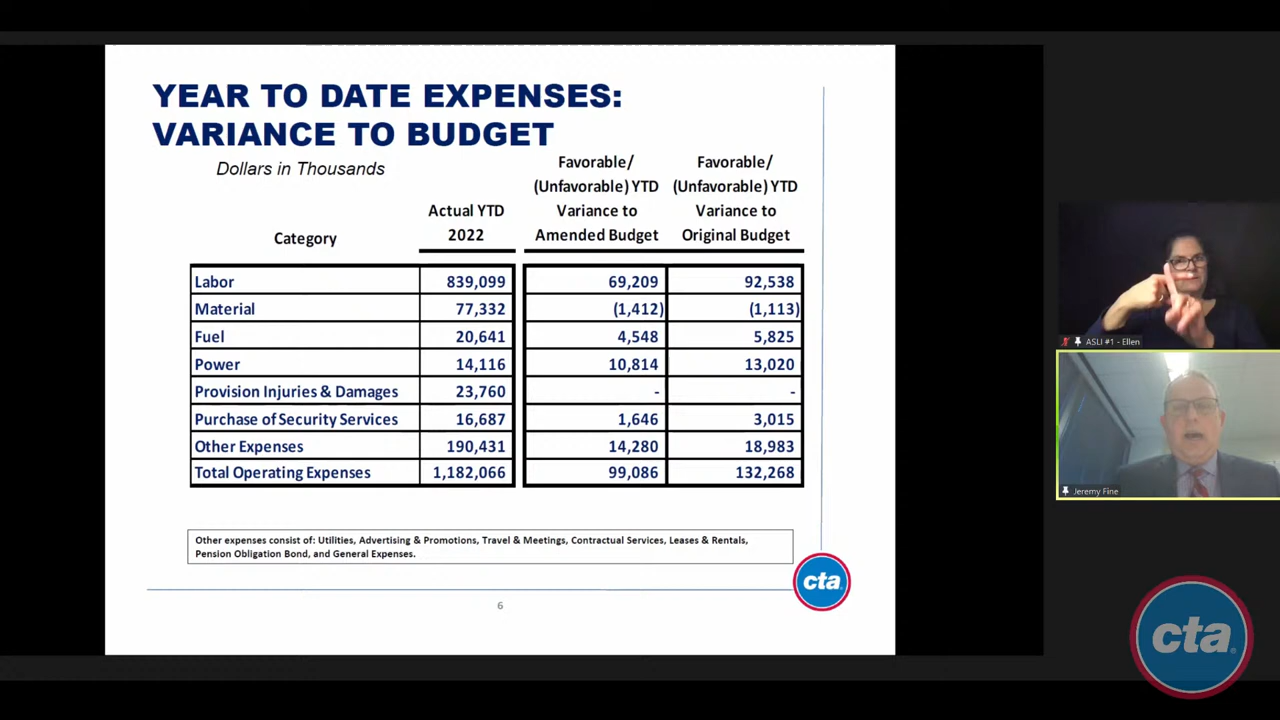 YEAR TO DATE EXPENSES:
VARIANCE TO BUDGET
Dollars in Thousands
Category
Actual YTD
2022
Favorable/
(Unfavorable) YTD
Variance to
Amended Budget
Favorable/
(Unfavorable) YTD
Variance to
Original Budget
Labor 839,099 69,209 92,538
Material 77,332 (1,412) (1,113)
Fuel 20,641 4,548 5,825
Power 14,116 10,814 13,020
Provision Injuries & Damages 23,760 - -
Purchase of Security Services 16,687 1,646 3,015
Other Expenses 190,431 14,280 18,983
Total Operating Expenses 1,182,066 99,086 132,268
Other expenses consist of: Utilities, Advertising & Promotions, Travel & Meetings, Contractual Services, Leases & Rentals,
Pension Obligation Bond, and General Expenses.
cta
6
ASLI #1 - Ellen
Jeremy Fine
cta